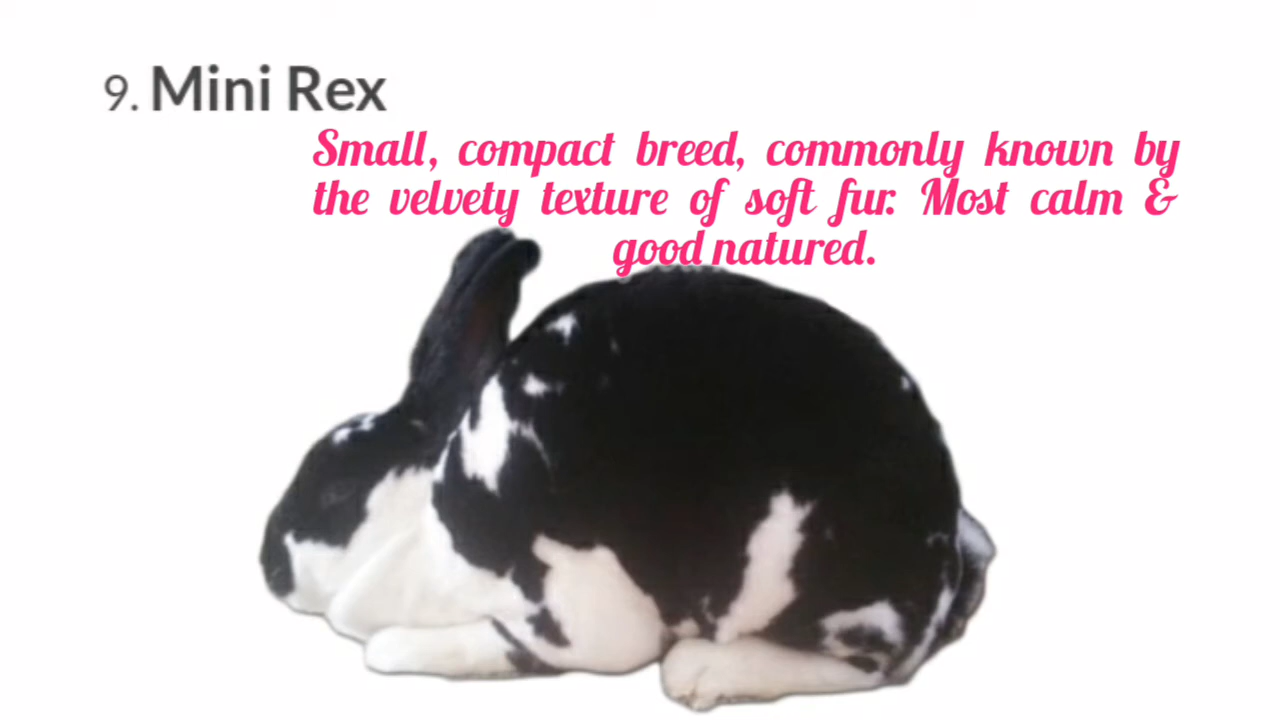 9. Mini Rex
Small, compact breed, commonly known by
the velvety texture of soft fur. Most calm &
good natured.